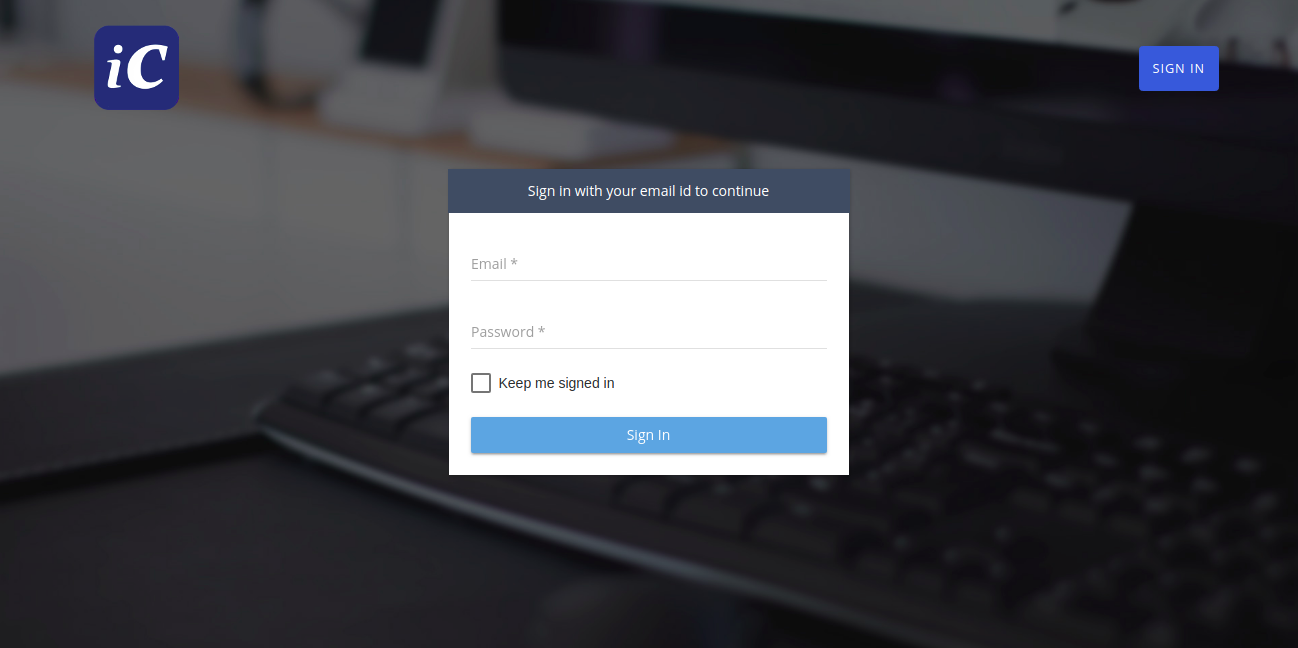 iC
SIGN IN
Sign in with your email id to continue
Email *
Password *
Keep me signed in
Sign In